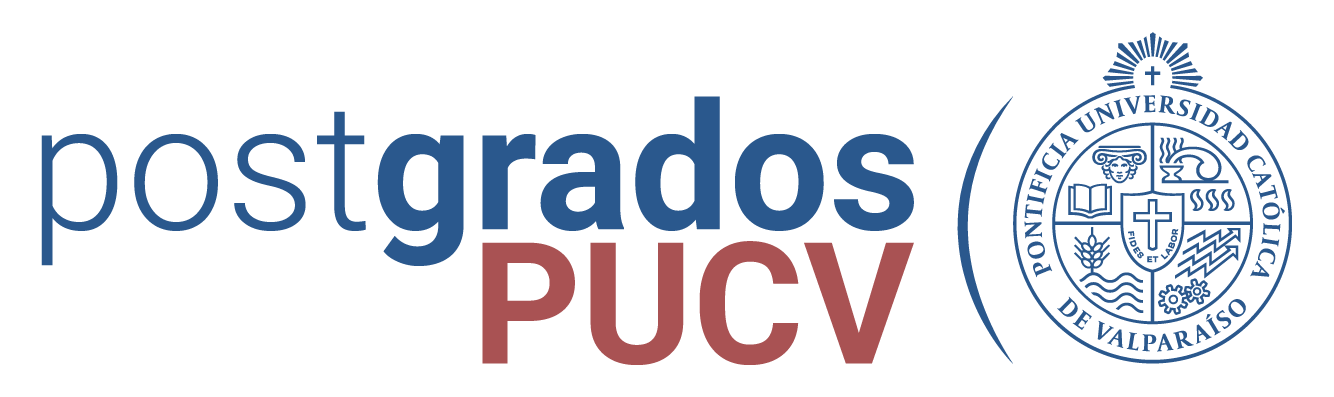 postgrados
PUCV
PONTIFICIA UNIVERSIDAD CATÓLICA
DE VALPARAÍSO
FIDES ET LABOR